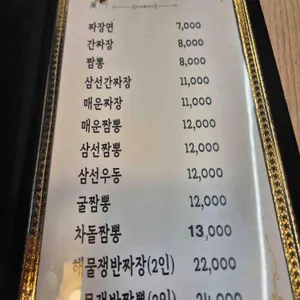 짜장면 7,000
간짜장 8,000
짬뽕 8,000
삼선간짜장 11,000
매운짜장 11,000
매운짬뽕 12,000
삼선짬뽕 12,000
삼선우동 12,000
굴짬뽕 12,000
차돌짬뽕 13,000
해물쟁반짜장(2인) 22,000